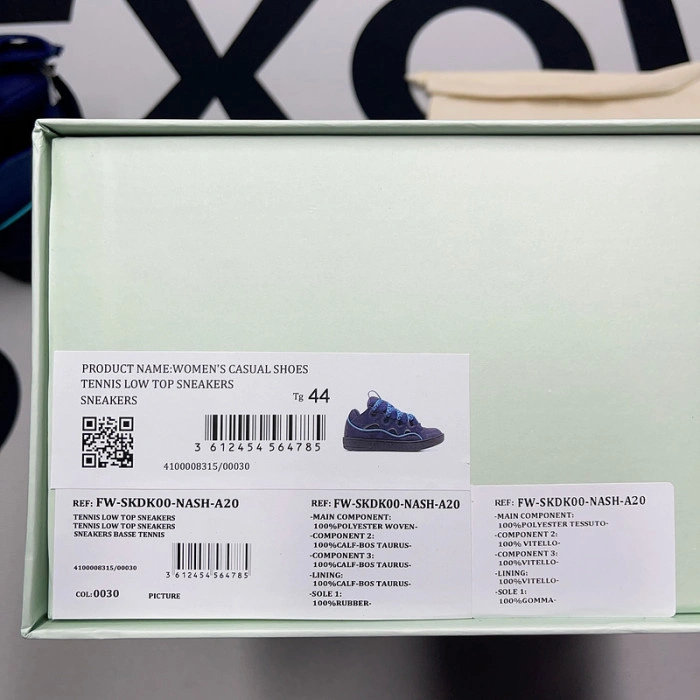 PRODUCT NAME:WOMEN'S CASUAL SHOES
TENNIS LOW TOP SNEAKERS
SNEAKERS
Tg 44
3 612454 564785
4100008315/00030
REF: FW-SKDK00-NASH-A20
TENNIS LOW TOP SNEAKERS
TENNIS LOW TOP SNEAKERS
SNEAKERS BASSE TENNIS
4100008315/00030
3 612454 564785
COL:0030
PICTURE
REF: FW-SKDK00-NASH-A20
-MAIN COMPONENT:
100%POLYESTER WOVEN-
-COMPONENT 2:
100%CALF-BOS TAURUS-
-COMPONENT 3:
100%CALF-BOS TAURUS-
-LINING:
100%CALF-BOS TAURUS-
-SOLE 1:
100%RUBBER-
REF: FW-SKDK00-NASH-A20
-MAIN COMPONENT:
100%POLYESTER TESSUTO-
-COMPONENT 2:
100% VITELLO-
-COMPONENT 3:
100%VITELLO-
-LINING:
100%VITELLO-
-SOLE 1:
100%GOMMA-